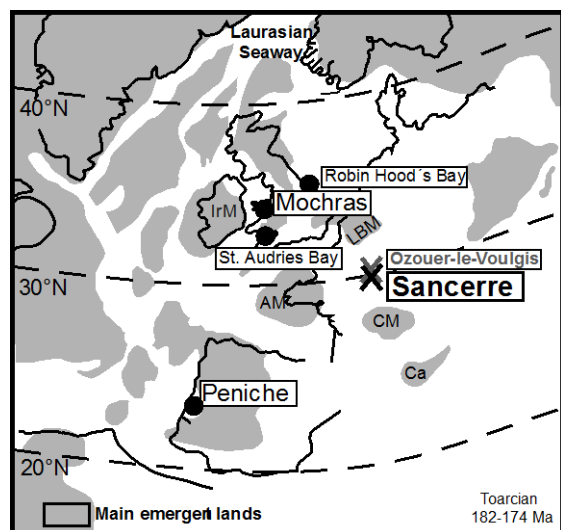 Laurasian
Seaway
40°N
Robin Hood´s Bay
Mochras
IrM
LBM
St. Audries Bay
Ozouer-le-Voulgis
30°N
Sancerre
AM
CM
Ca
Peniche
20°N
Main emergent lands
Toarcian
182-174 Ma